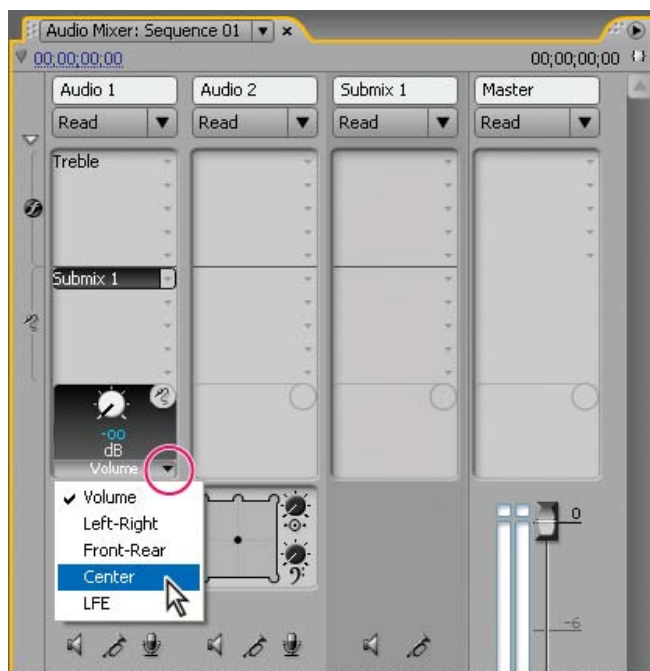 Audio Mixer: Sequence 01
00;00;00;00
00;00;00;00
Audio 1
Audio 2
Submix 1
Master
Read
Read
Read
Read
Treble
Submix 1
-oo
dB
Volume
Volume
Left-Right
Front-Rear
Center
LFE
0
-6